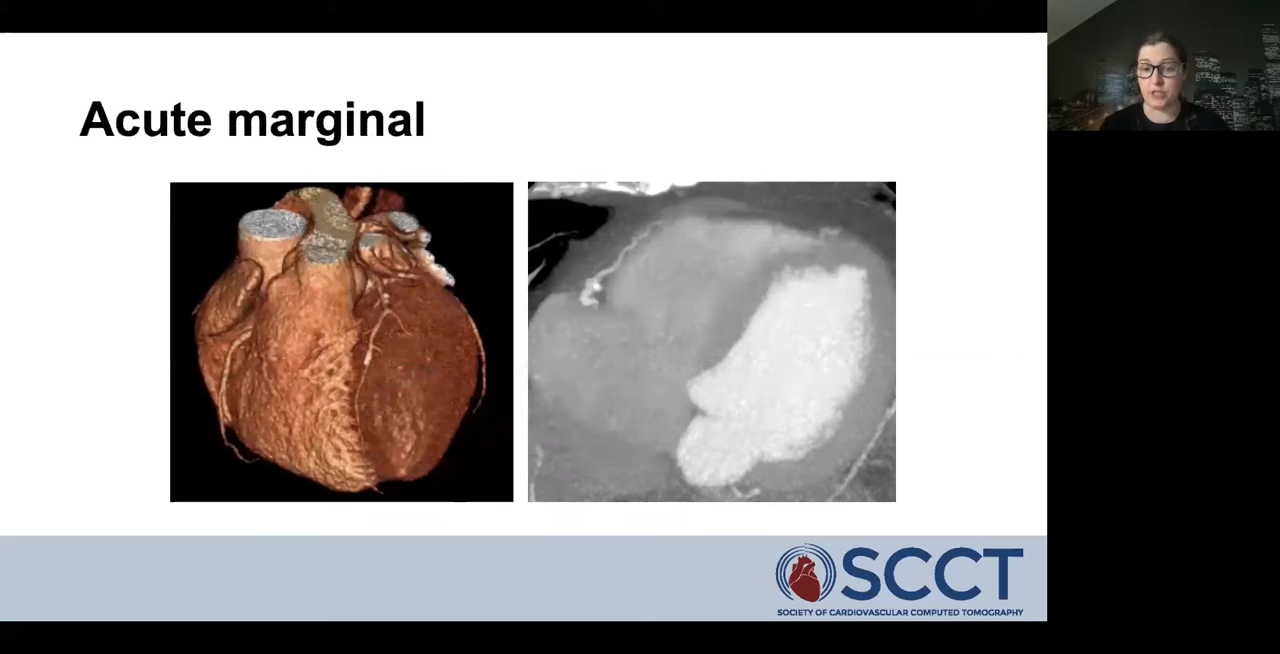 Acute marginal
SCCT
SOCIETY OF CARDIOVASCULAR COMPUTED TOMOGRAPHY